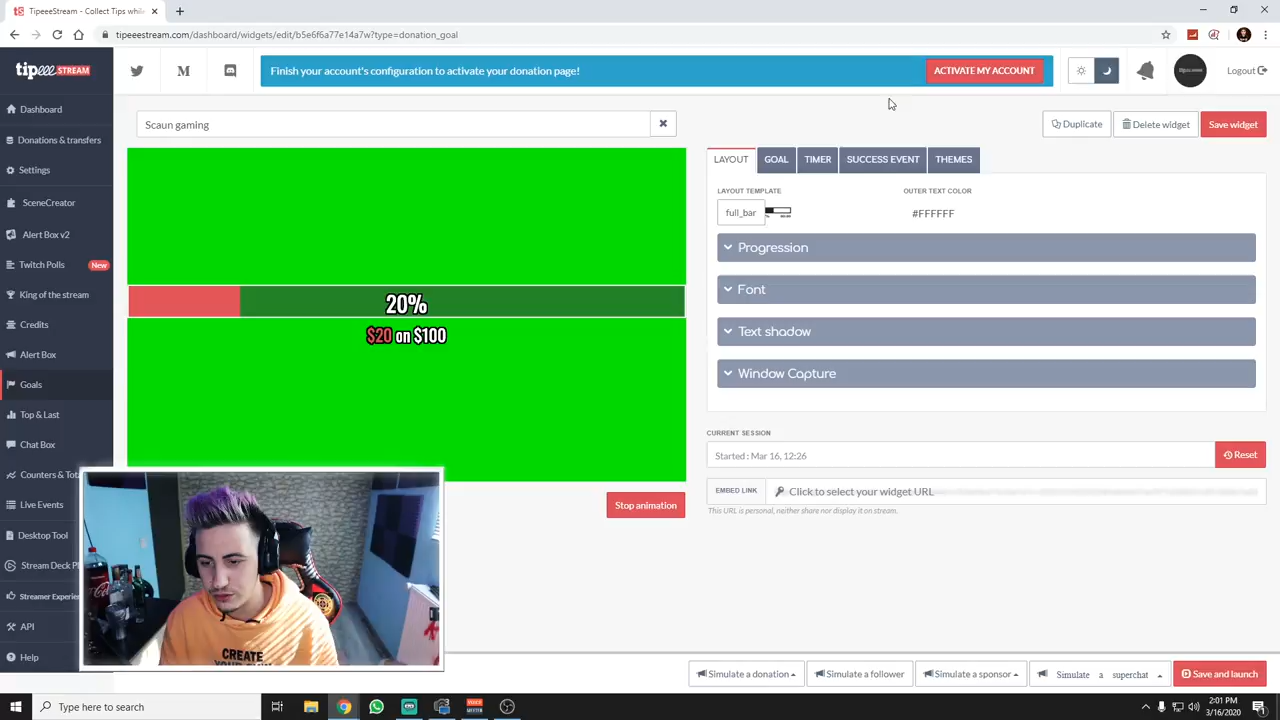 Tips whil
tipeeestream.com/dashboard/widgets/edit/b5e6f6a77e14a7w?type=donation_goal
tipeee.STREAM
M
Finish your account's configuration to activate your donation page!
ACTIVATE MY ACCOUNT
Logout
Dashboard
Donations & transfers
Settings
SceneCreator
Alert Box v2
Twitch Polls
New
King of the stream
Credits
Alert Box
Goals
Top Last
Chat Box
Counters & Tota
Live Events
Desktop Tool
Stream Deck Pl
Streamer Experien
API
Help
Scaun gaming
Duplicate
Delete widget
Save widget
20%
$20 on $100
Stop animation
LAYOUT
GOAL
TIMER
SUCCESS EVENT
THEMES
LAYOUT TEMPLATE
OUTER TEXT COLOR
full_bar
#FFFFFF
Progression
Font
Text shadow
Window Capture
CURRENT SESSION
Started : Mar 16, 12:26
Reset
EMBED LINK
Click to select your widget URL
This URL is personal, neither share nor display it on stream.
CREATE
YOUR OWN
Simulate a donation
Simulate a follower
Simulate a sponsor
Simulate a superchat
Save and launch
Type here to search
2:01 PM
3/16/2020